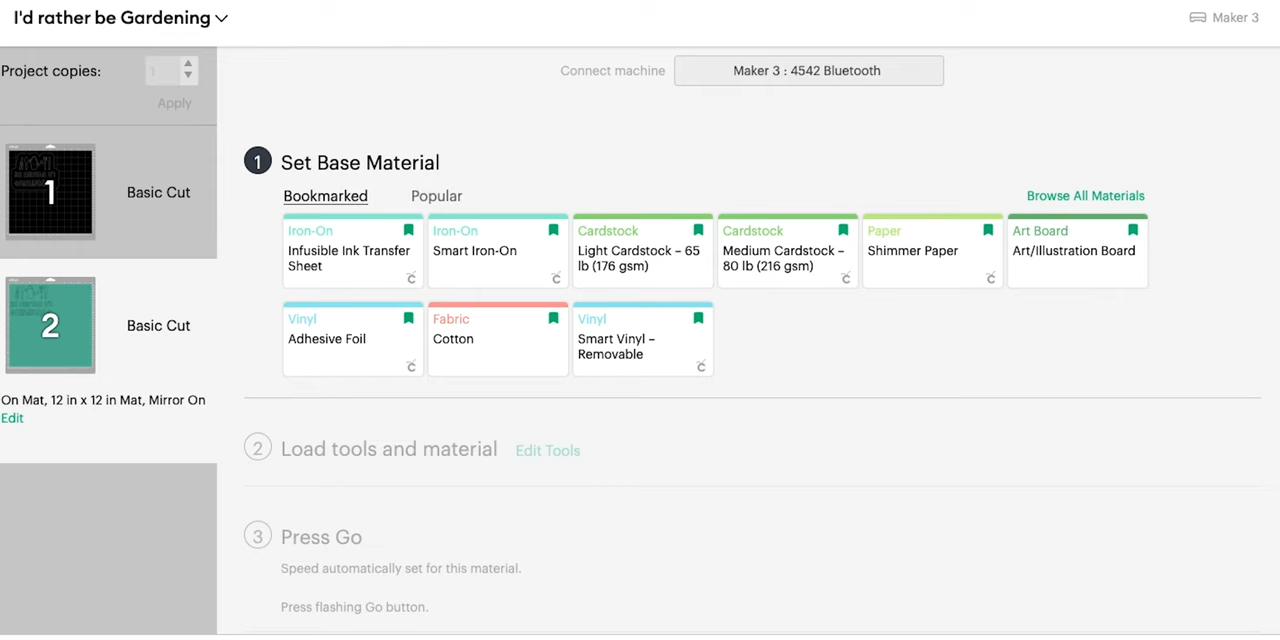 I'd rather be Gardening
Maker 3
Project copies:
1
Apply
Connect machine
Maker 3 : 4542 Bluetooth
1
Basic Cut
2
Basic Cut
On Mat, 12 in x 12 in Mat, Mirror On
Edit
1 Set Base Material
Bookmarked Popular Browse All Materials
Iron-On
Infusible Ink Transfer
Sheet
Iron-On
Smart Iron-On
Cardstock
Light Cardstock – 65
lb (176 gsm)
Cardstock
Medium Cardstock –
80 lb (216 gsm)
Paper
Shimmer Paper
Art Board
Art/Illustration Board
Vinyl
Adhesive Foil
Fabric
Cotton
Vinyl
Smart Vinyl –
Removable
2 Load tools and material Edit Tools
3 Press Go
Speed automatically set for this material.
Press flashing Go button.